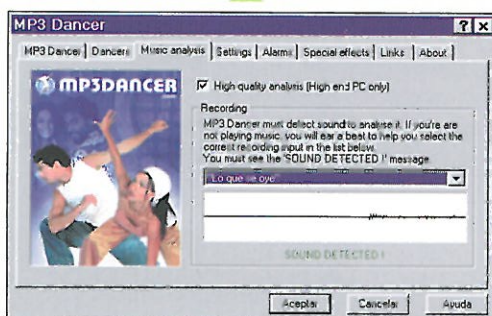 MP3 Dancer
MP3 Dancer Dancers Music analysis Settings Alarms Special effects Links About
MP3DANCER
High quality analysis (High end PC only)
Recording
MP3 Dancer must detect sound to analyse it. If you're are
not playing music, you will ear a beat to help you select the
correct recording input in the list below.
You must see the 'SOUND DETECTED !' message.
"Lo que se oye"
SOUND DETECTED !
Aceptar Cancelar Ayuda